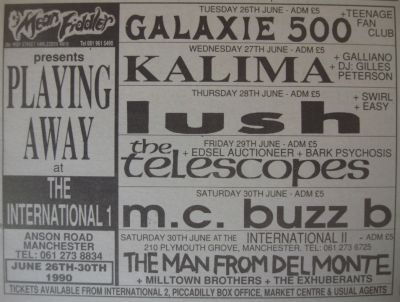 Mean Fiddler
presents
PLAYING
AWAY
at
THE
INTERNATIONAL 1
ANSON ROAD
MANCHESTER
TEL: 061 273 8834
JUNE 26TH-30TH
1990
TUESDAY 26TH JUNE - ADM £5
GALAXIE 500
+TEENAGE
FAN
CLUB
WEDNESDAY 27TH JUNE - ADM £5
KALIMA
+ GALLIANO
+ DJ: GILLES
PETERSON
THURSDAY 28TH JUNE - ADM £5
lush
+ SWIRL
+ EASY
FRIDAY 29TH JUNE - ADM £5
+ EDSEL AUCTIONEER + BARK PSYCHOSIS
the telescopes
SATURDAY 30TH JUNE - ADM £5
m.c. buzz b
SATURDAY 30TH JUNE at the INTERNATIONAL II - ADM £5
210 PLYMOUTH GROVE, MANCHESTER. TEL: 061 273 6725
THE MAN FROM DELMONTE
+ MILLTOWN BROTHERS + THE EXHUBERANTS
TICKETS AVAILABLE FROM INTERNATIONAL 2, PICCADILLY BOX OFFICE, MARKET CENTRE & USUAL AGENTS